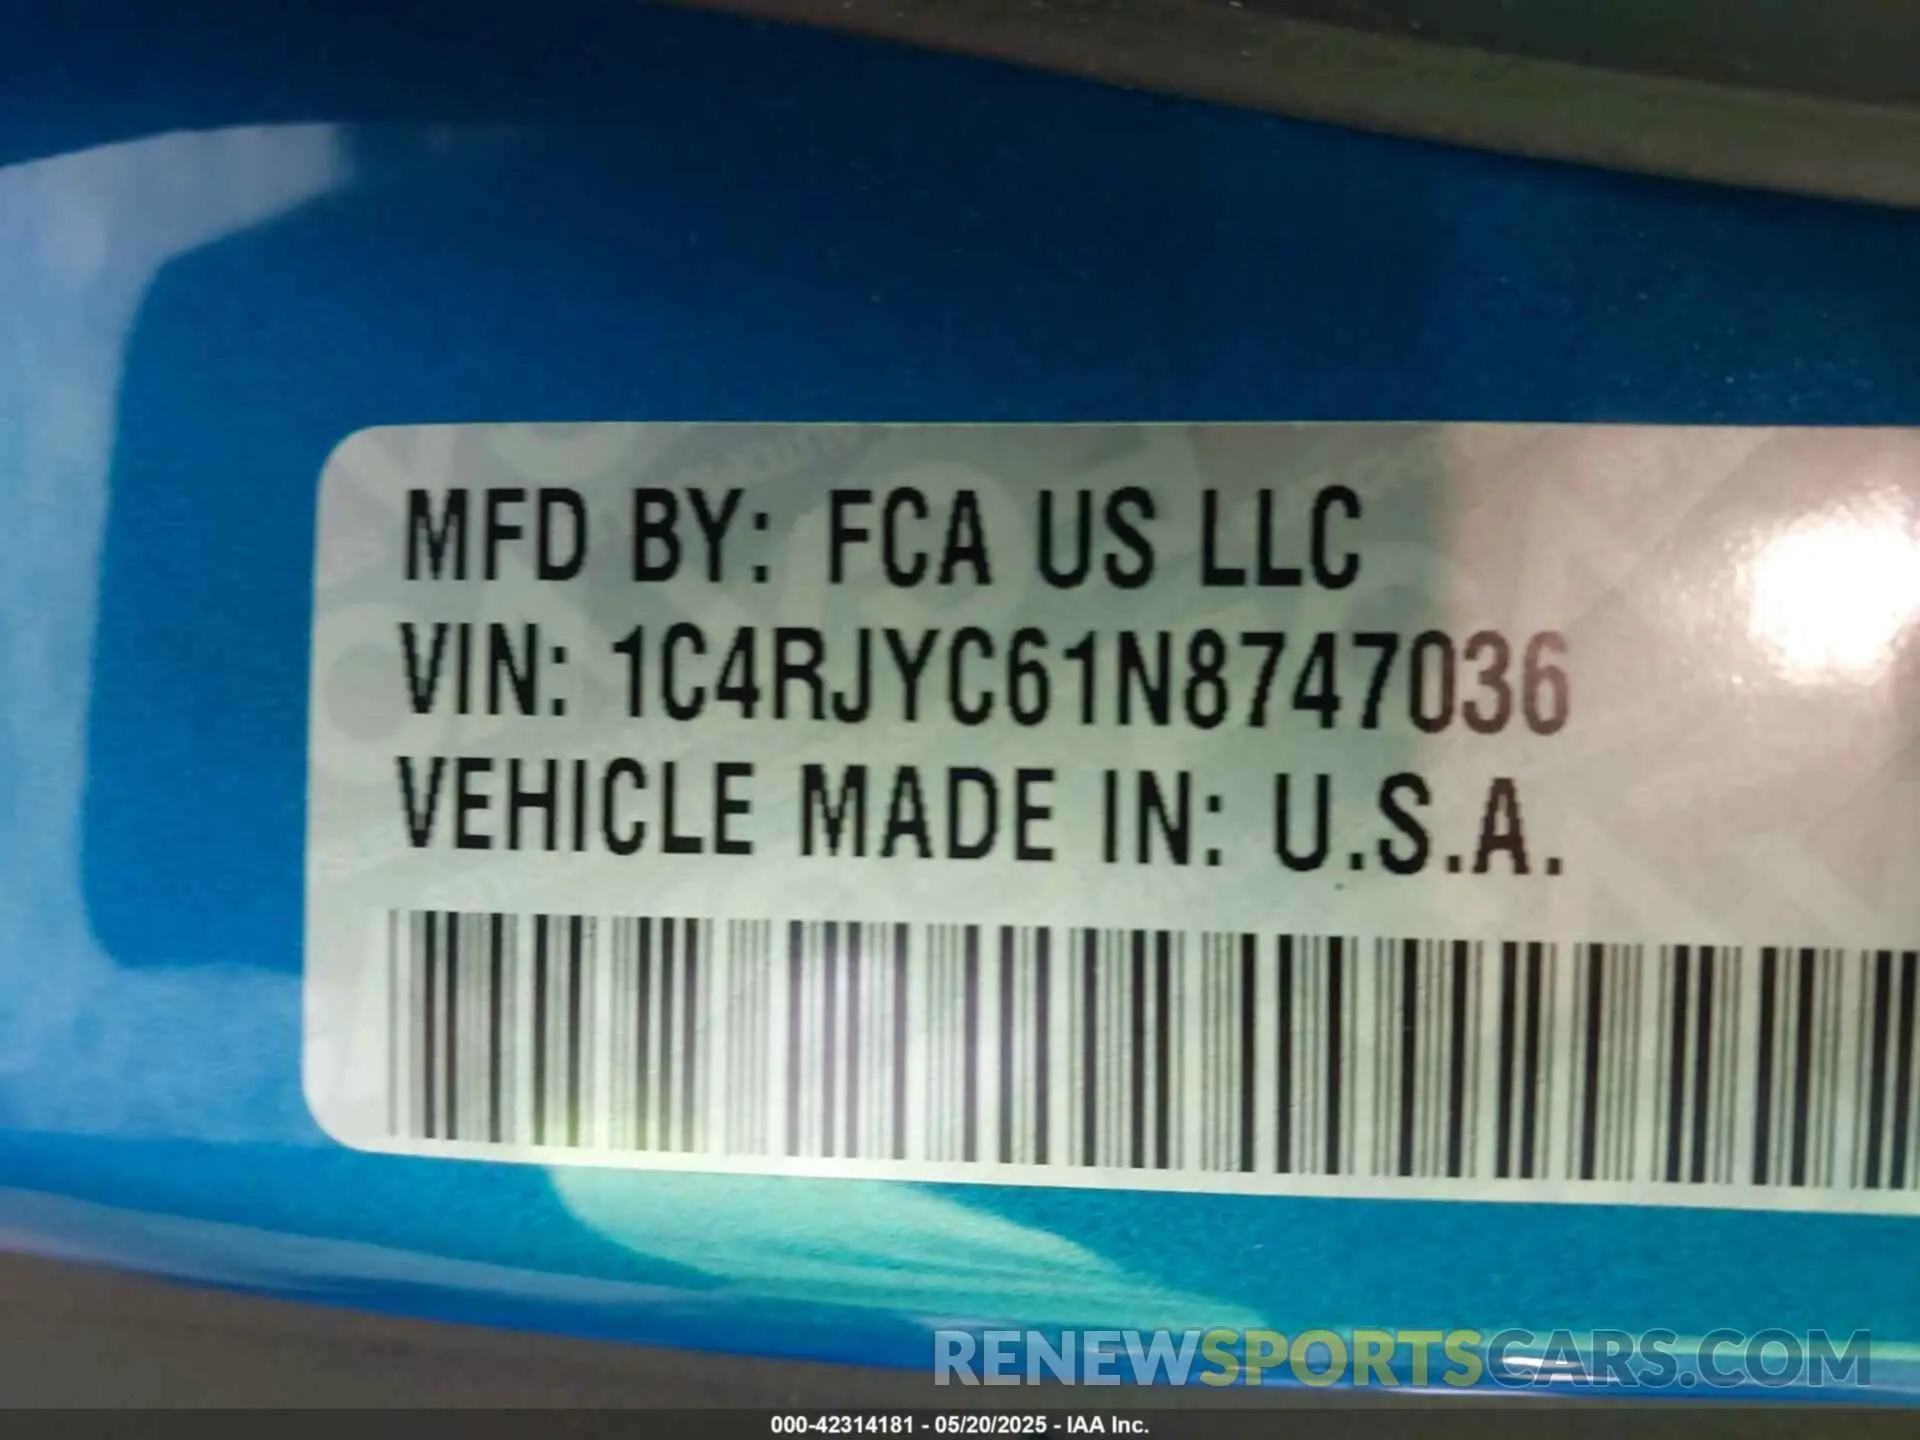 MFD BY: FCA US LLC
VIN: 1C4RJYC61N8747036
VEHICLE MADE IN: U.S.A.
RENEWSPORTSCARS.COM
000-42314181 - 05/20/2025 - IAA Inc.